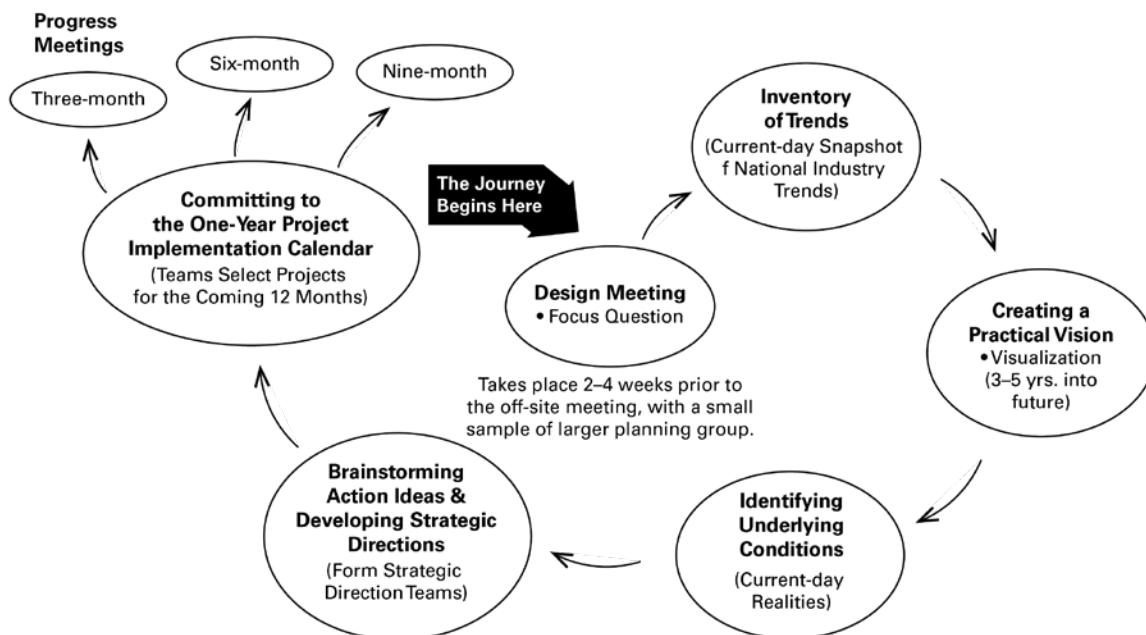 Progress
Meetings
Three-month
Six-month
Nine-month
Committing to
the One-Year Project
Implementation Calendar
(Teams Select Projects
for the Coming 12 Months)
The Journey
Begins Here
Design Meeting
• Focus Question
Takes place 2–4 weeks prior to
the off-site meeting, with a small
sample of larger planning group.
Inventory
of Trends
(Current-day Snapshot
f National Industry
Trends)
Creating a
Practical Vision
• Visualization
(3–5 yrs. into
future)
Identifying
Underlying
Conditions
(Current-day
Realities)
Brainstorming
Action Ideas &
Developing Strategic
Directions
(Form Strategic
Direction Teams)